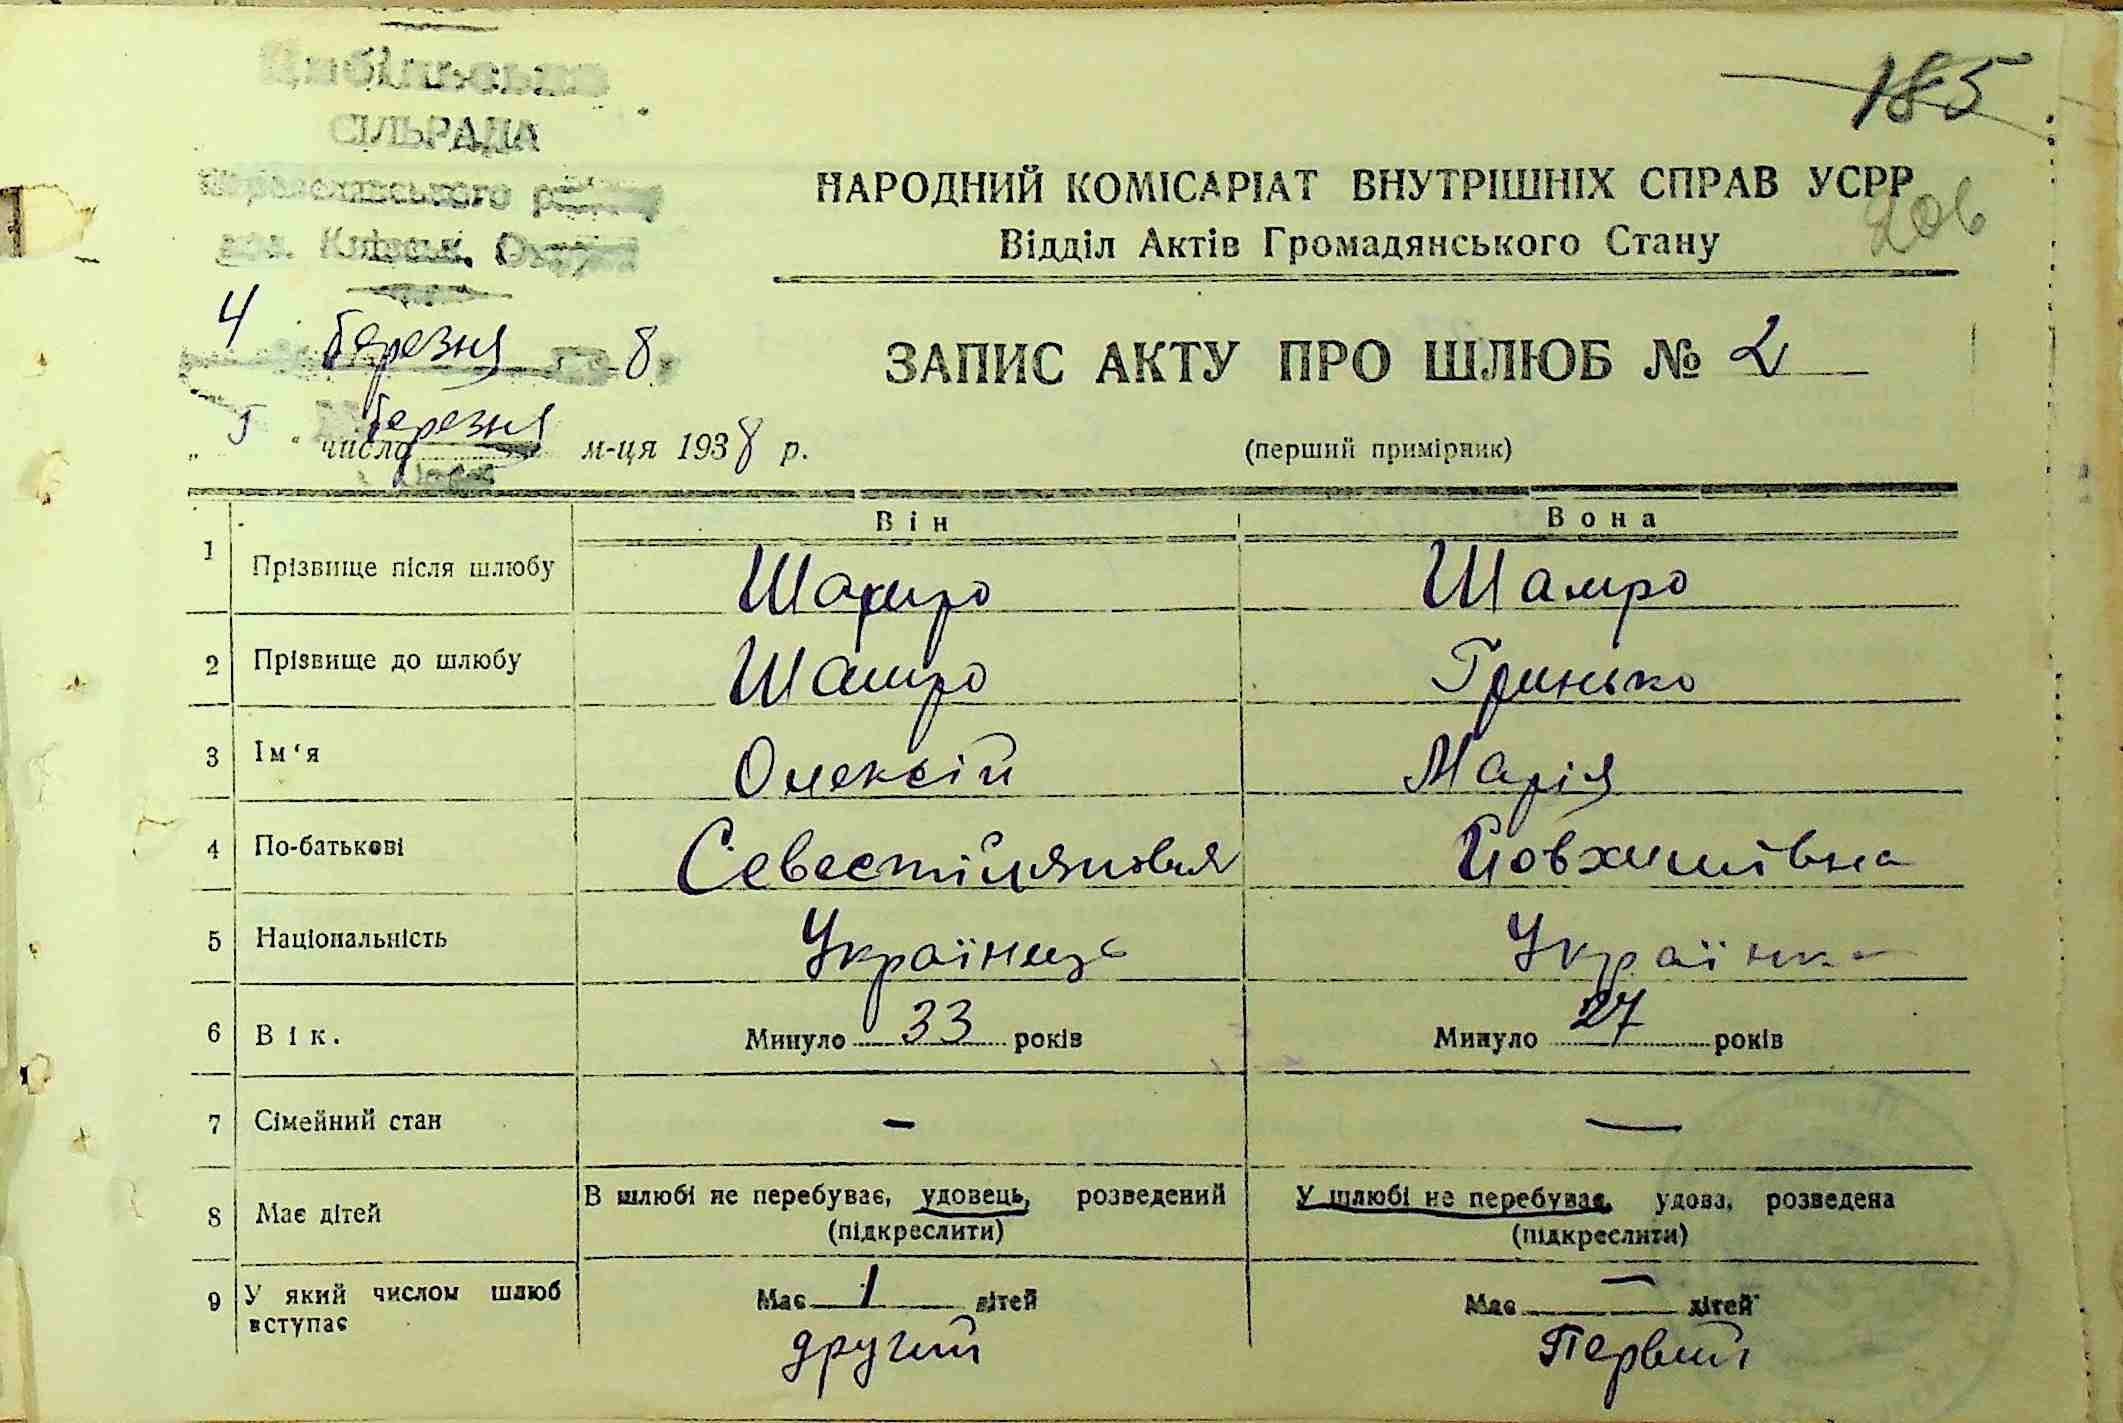 185
СІЛЬРАДА
НАРОДНИЙ КОМІСАРІАТ ВНУТРІШНІХ СПРАВ УСРР
206
Відділ Актів Громадянського Стану
4 березня 8
ЗАПИС АКТУ ПРО ШЛЮБ № 2
„ 5 " числа березня м-ця 1938 р.
(перший примірник)
Він Вона
1 Прізвище після шлюбу Шамро Шамро
2 Прізвище до шлюбу Шамро Гринько
3 Ім‘я Олексій Марія
4 По-батькові Йовхимівна
5 Національність Українець Українка
6 Вік. Минуло 33 років Минуло 27 років
7 Сімейний стан — —
8 Має дітей В шлюбі не перебуває, удовець, розведений У шлюбі не перебуває, удова, розведена
(підкреслити) (підкреслити)
9 У який числом шлюб вступає Має 1 дітей Має — дітей
другий Первий